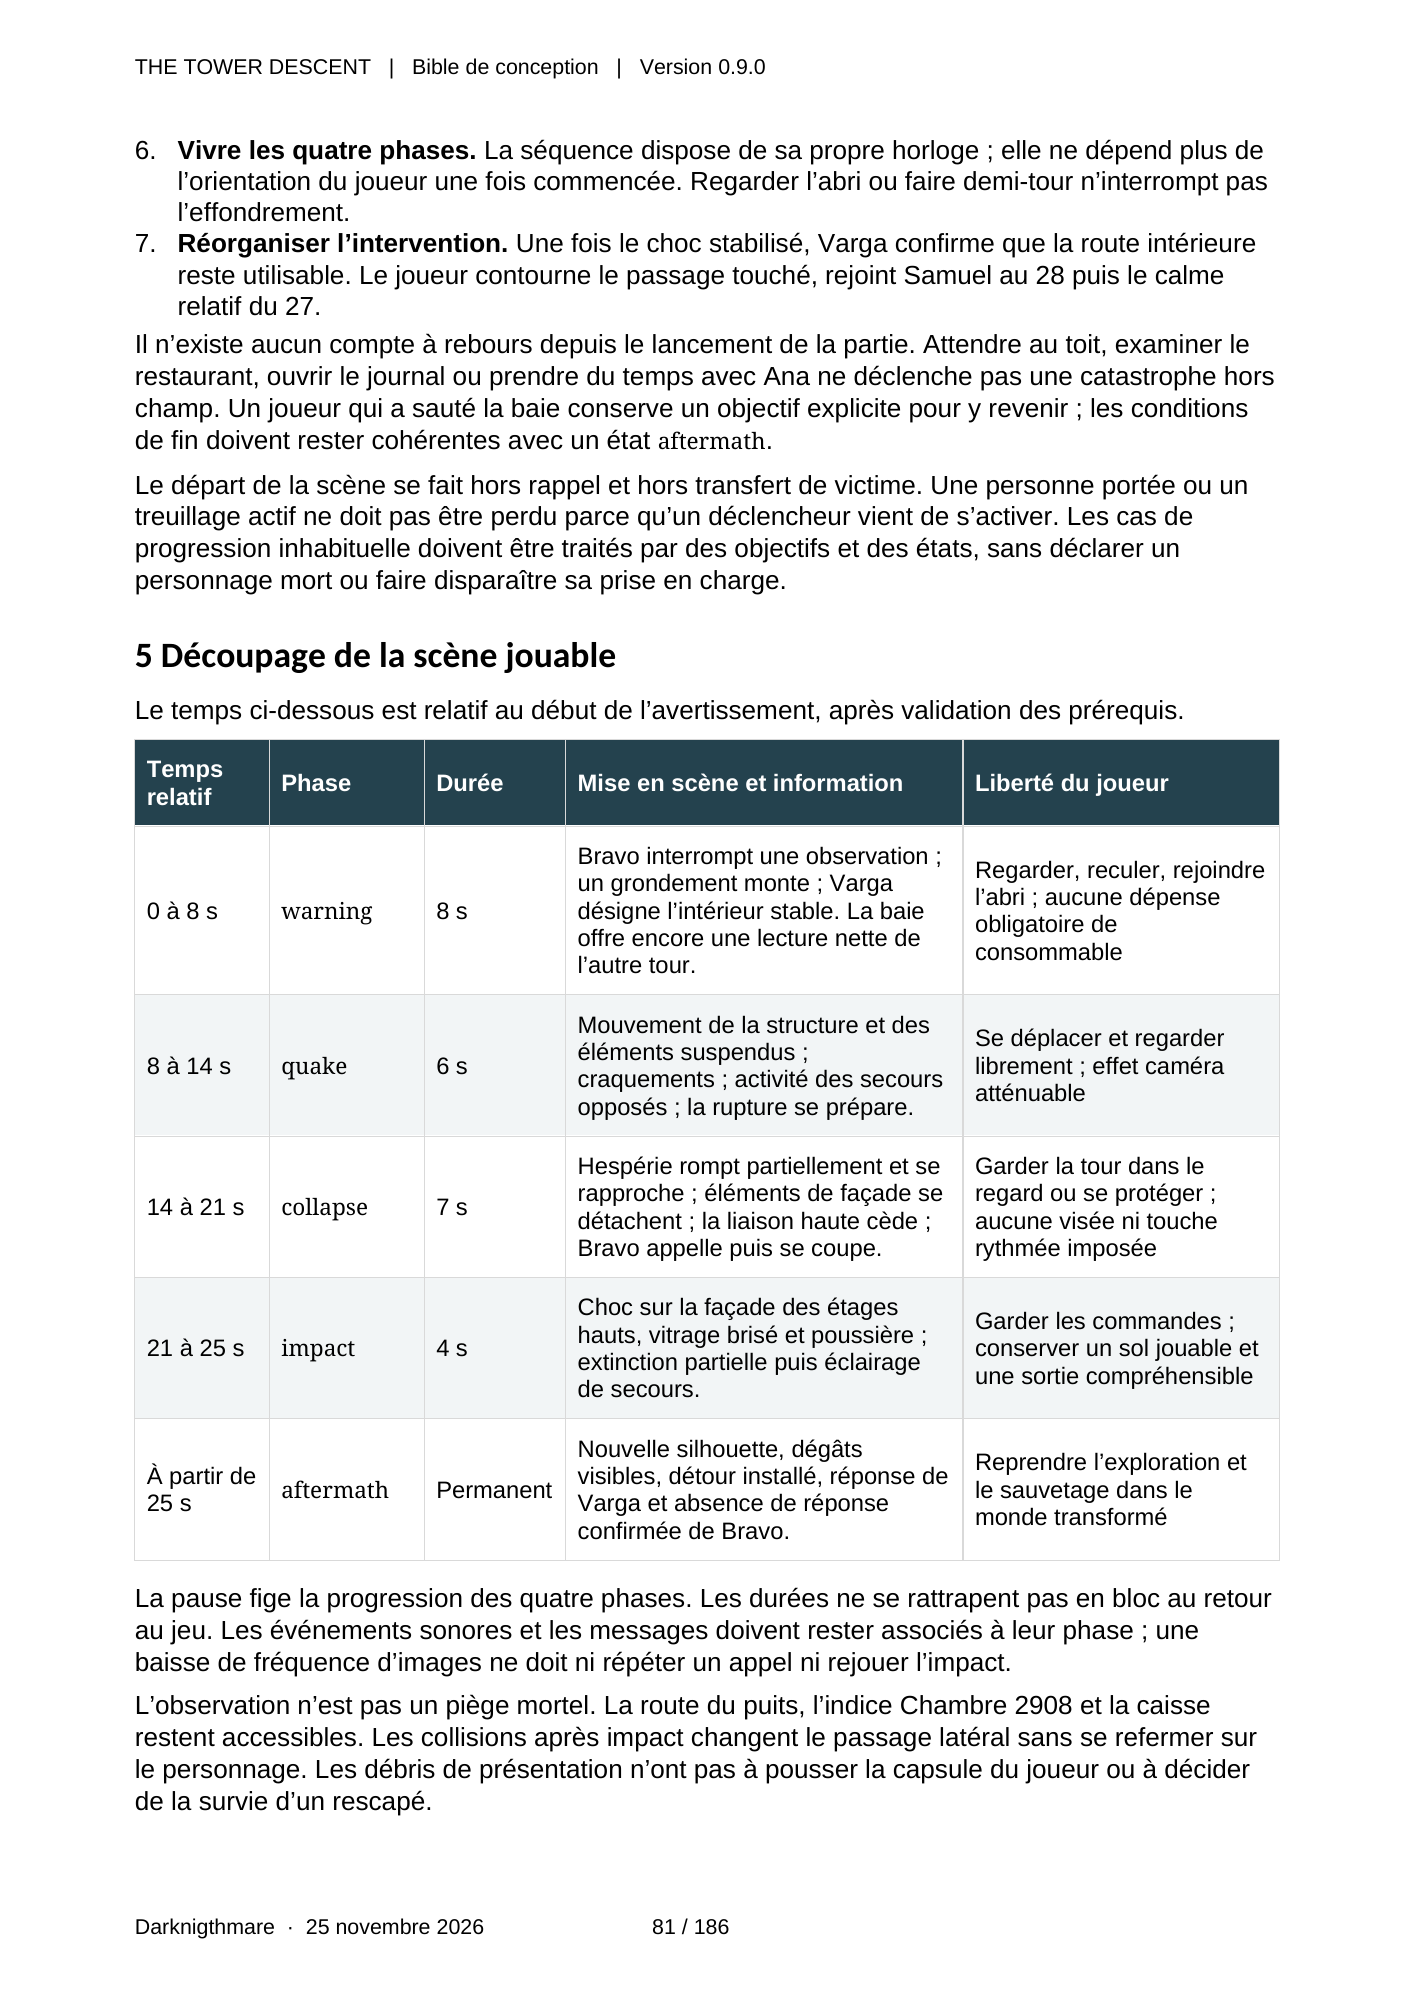 THE TOWER DESCENT | Bible de conception | Version 0.9.0
6. Vivre les quatre phases. La séquence dispose de sa propre horloge ; elle ne dépend plus de
l’orientation du joueur une fois commencée. Regarder l’abri ou faire demi-tour n’interrompt pas
l’effondrement.
7. Réorganiser l’intervention. Une fois le choc stabilisé, Varga confirme que la route intérieure
reste utilisable. Le joueur contourne le passage touché, rejoint Samuel au 28 puis le calme
relatif du 27.
Il n’existe aucun compte à rebours depuis le lancement de la partie. Attendre au toit, examiner le
restaurant, ouvrir le journal ou prendre du temps avec Ana ne déclenche pas une catastrophe hors
champ. Un joueur qui a sauté la baie conserve un objectif explicite pour y revenir ; les conditions
de fin doivent rester cohérentes avec un état aftermath.
Le départ de la scène se fait hors rappel et hors transfert de victime. Une personne portée ou un
treuillage actif ne doit pas être perdu parce qu’un déclencheur vient de s’activer. Les cas de
progression inhabituelle doivent être traités par des objectifs et des états, sans déclarer un
personnage mort ou faire disparaître sa prise en charge.
5 Découpage de la scène jouable
Le temps ci-dessous est relatif au début de l’avertissement, après validation des prérequis.
Temps
relatif
Phase
Durée
Mise en scène et information
Liberté du joueur
0 à 8 s
warning
8 s
Bravo interrompt une observation ;
un grondement monte ; Varga
désigne l’intérieur stable. La baie
offre encore une lecture nette de
l’autre tour.
Regarder, reculer, rejoindre
l’abri ; aucune dépense
obligatoire de
consommable
8 à 14 s
quake
6 s
Mouvement de la structure et des
éléments suspendus ;
craquements ; activité des secours
opposés ; la rupture se prépare.
Se déplacer et regarder
librement ; effet caméra
atténuable
14 à 21 s
collapse
7 s
Hespérie rompt partiellement et se
rapproche ; éléments de façade se
détachent ; la liaison haute cède ;
Bravo appelle puis se coupe.
Garder la tour dans le
regard ou se protéger ;
aucune visée ni touche
rythmée imposée
21 à 25 s
impact
4 s
Choc sur la façade des étages
hauts, vitrage brisé et poussière ;
extinction partielle puis éclairage
de secours.
Garder les commandes ;
conserver un sol jouable et
une sortie compréhensible
À partir de
25 s
aftermath
Permanent
Nouvelle silhouette, dégâts
visibles, détour installé, réponse de
Varga et absence de réponse
confirmée de Bravo.
Reprendre l’exploration et
le sauvetage dans le
monde transformé
La pause fige la progression des quatre phases. Les durées ne se rattrapent pas en bloc au retour
au jeu. Les événements sonores et les messages doivent rester associés à leur phase ; une
baisse de fréquence d’images ne doit ni répéter un appel ni rejouer l’impact.
L’observation n’est pas un piège mortel. La route du puits, l’indice Chambre 2908 et la caisse
restent accessibles. Les collisions après impact changent le passage latéral sans se refermer sur
le personnage. Les débris de présentation n’ont pas à pousser la capsule du joueur ou à décider
de la survie d’un rescapé.
Darknigthmare · 25 novembre 2026
81 / 186